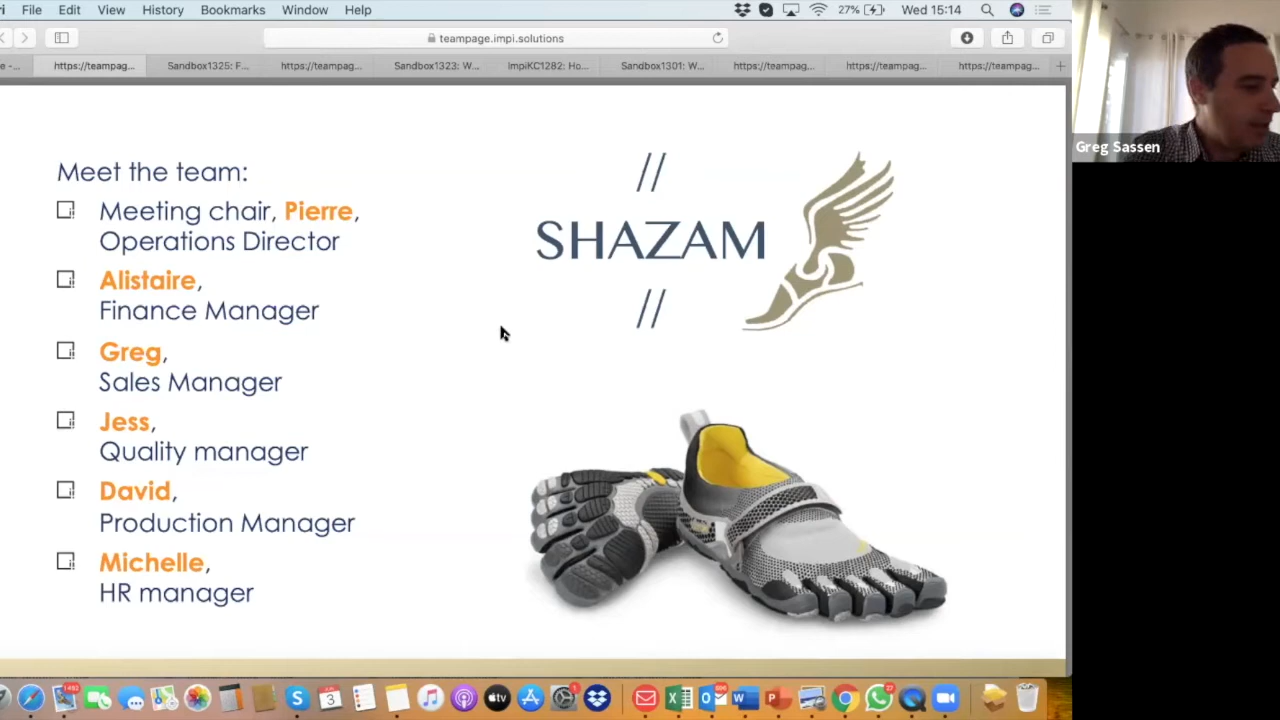 File Edit View History Bookmarks Window Help 27% Wed 15:14
teampage.impi.solutions
https://teampag... Sandbox1325: F... https://teampag... Sandbox1323: W... ImpiKC1282: Ho... Sandbox1301: W... https://teampag... https://teampag... https://teampag...
Greg Sassen
Meet the team:
Meeting chair, Pierre,
Operations Director
Alistaire,
Finance Manager
Greg,
Sales Manager
Jess,
Quality manager
David,
Production Manager
Michelle,
HR manager
//
SHAZAM
//